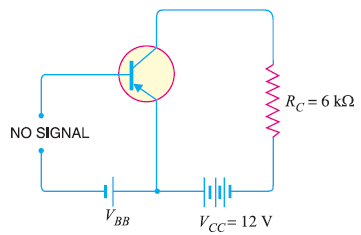 R_C = 6 kΩ
NO SIGNAL
V_BB
V_CC = 12 V